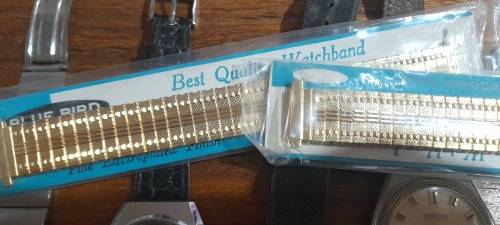 Best Quality Watchband
BLUE BIRD
Fine Electroplated Finish